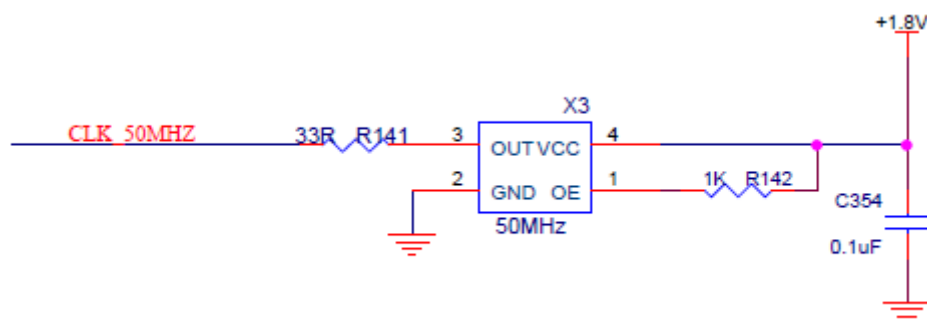 +1.8V
X3
CLK_50MHZ
33R R141
3
OUT VCC
4
2
GND OE
1
1K R142
50MHz
C354
0.1uF